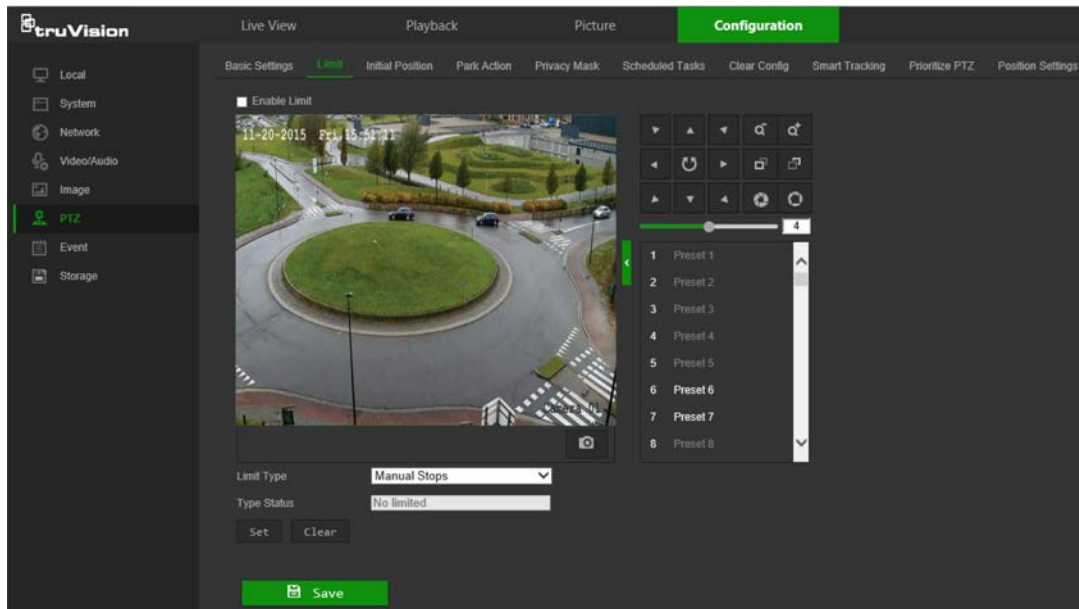 truVision
Live View Playback Picture Configuration
Basic Settings Limit Initial Position Park Action Privacy Mask Scheduled Tasks Clear Config Smart Tracking Prioritize PTZ Position Settings
Local
System
Network
Video/Audio
Image
PTZ
Event
Storage
Enable Limit
11-20-2015 Fri 15:51:11
Camera 01
4
1 Preset 1
2 Preset 2
3 Preset 3
4 Preset 4
5 Preset 5
6 Preset 6
7 Preset 7
8 Preset 8
Limit Type Manual Stops
Type Status No limited
Set Clear
Save